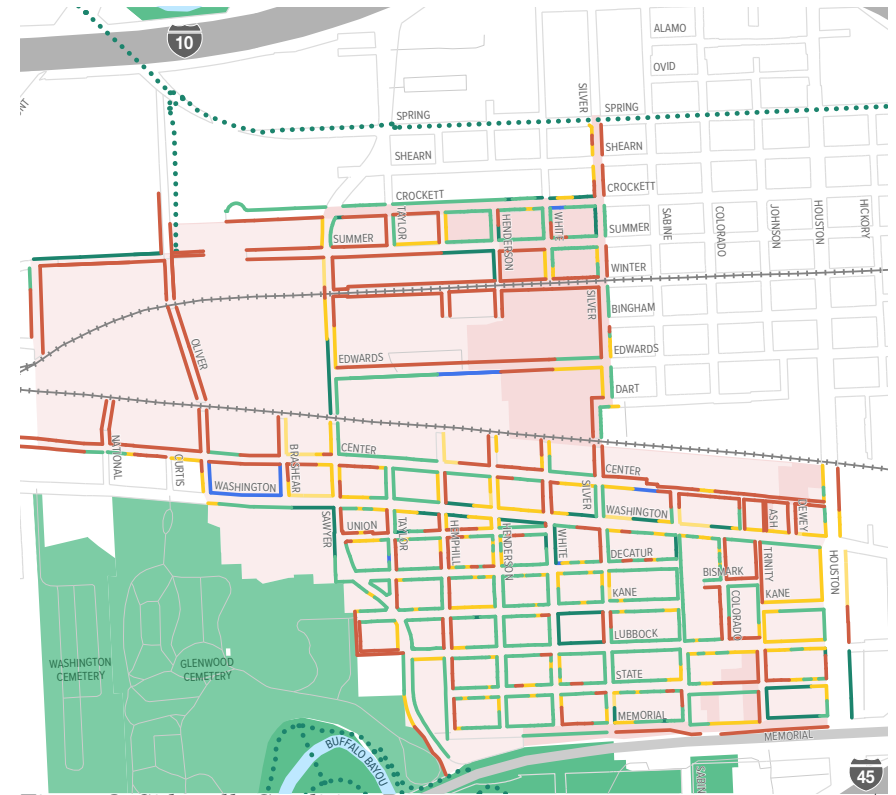 ALAMO
10
OVID
SILVER
SPRING
SPRING
SHEARN
SHEARN
CROCKETT
CROCKETT
TAYLOR
HENDERSON
WHITE
SUMMER
SUMMER
SABINE
COLORADO
JOHNSON
HOUSTON
HICKORY
WINTER
SILVER
BINGHAM
OLIVER
EDWARDS
EDWARDS
DART
NATIONAL
CURTIS
BRASHEAR
CENTER
CENTER
WASHINGTON
SILVER
WASHINGTON
ASH
DEWEY
SAWYER
UNION
TAYLOR
HEMPHILL
HENDERSON
WHITE
DECATUR
TRINITY
HOUSTON
BISMARK
KANE
COLORADO
KANE
LUBBOCK
WASHINGTON
CEMETERY
GLENWOOD
CEMETERY
STATE
MEMORIAL
MEMORIAL
BUFFALO BAYOU
45